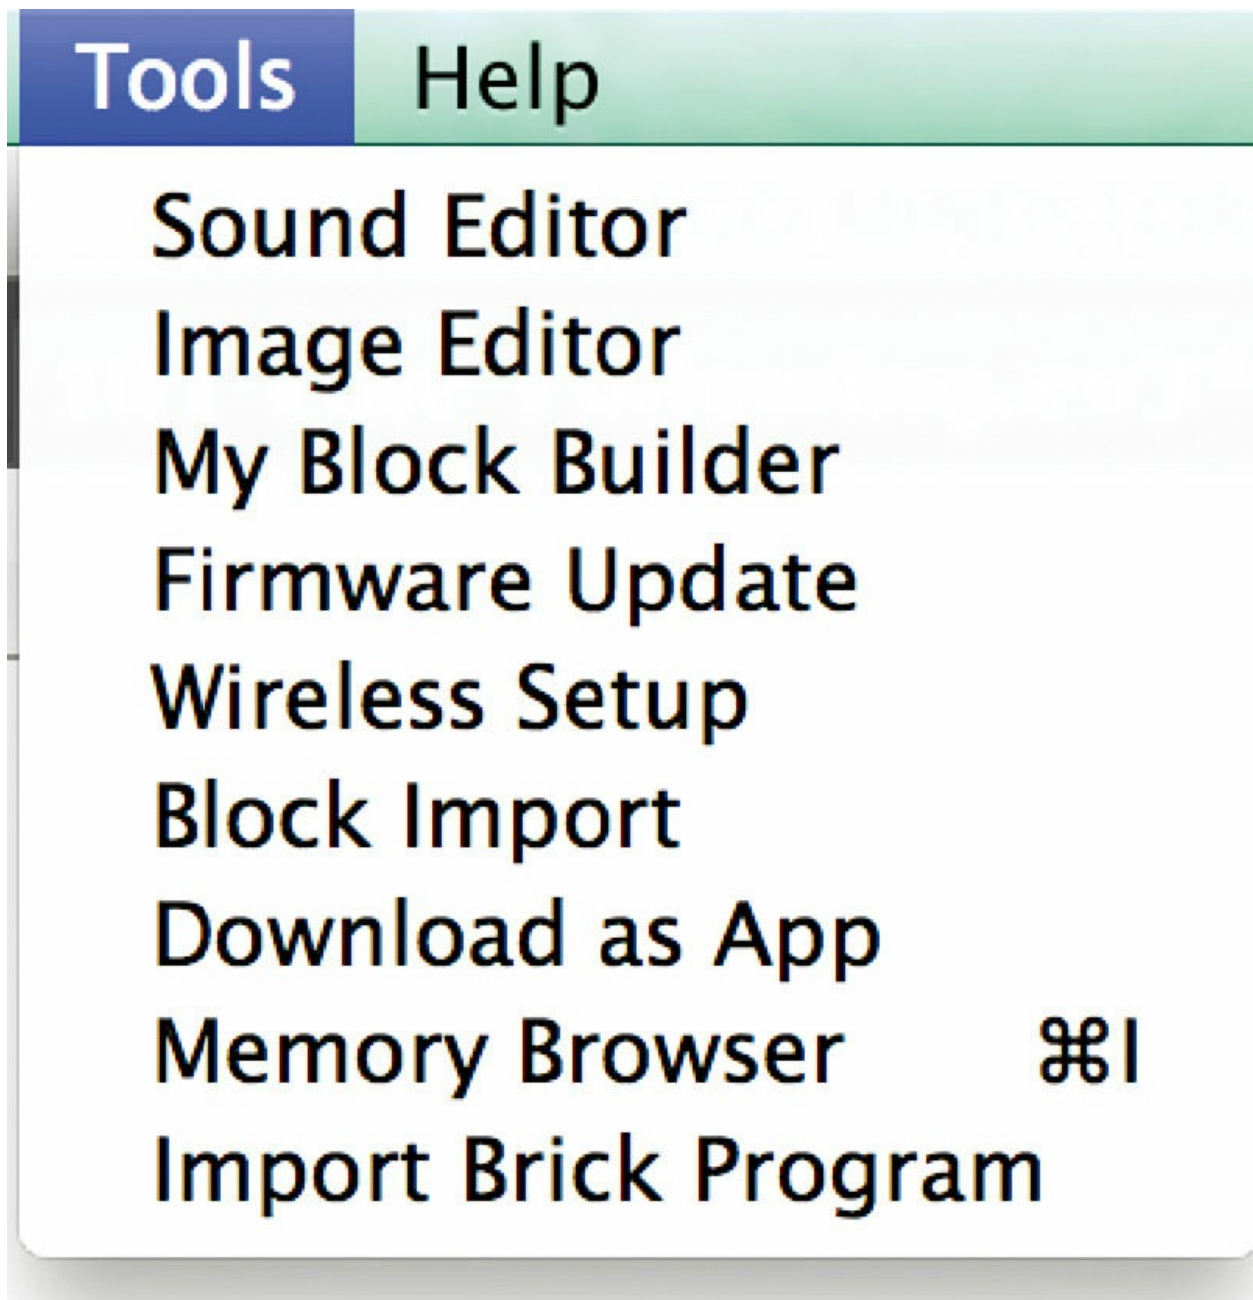 Tools Help
Sound Editor
Image Editor
My Block Builder
Firmware Update
Wireless Setup
Block Import
Download as App
Memory Browser ⌘I
Import Brick Program